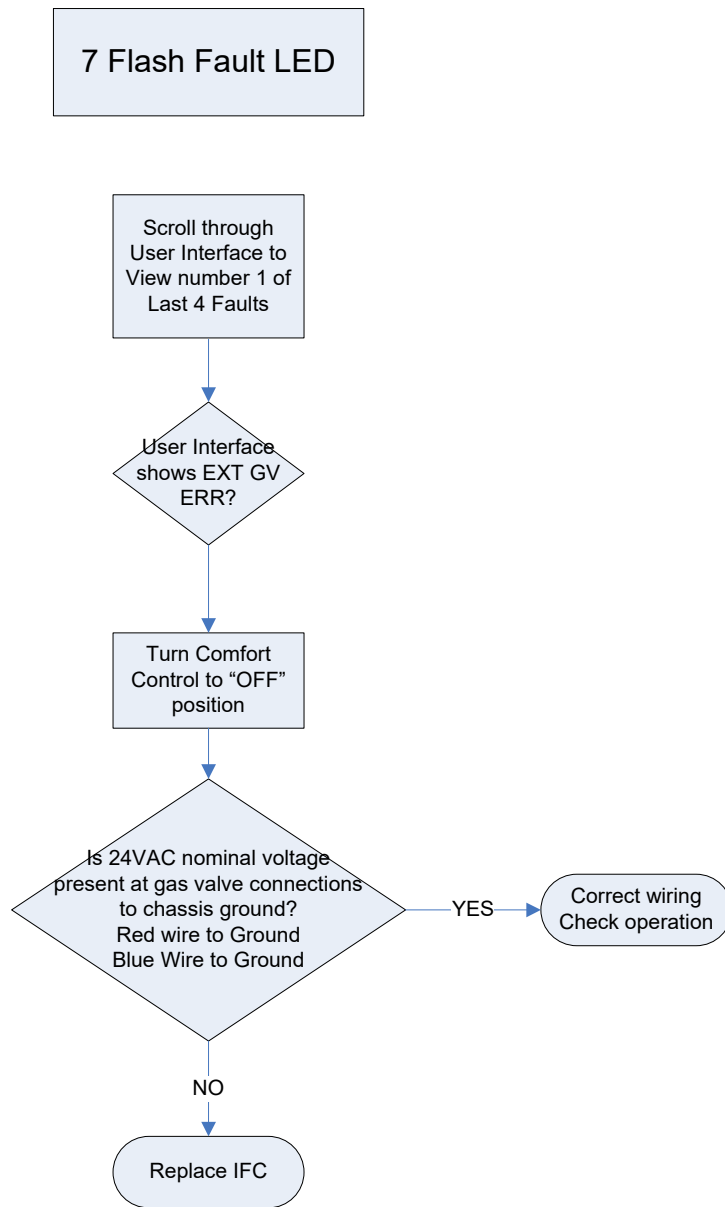 7 Flash Fault LED
Scroll through
User Interface to
View number 1 of
Last 4 Faults
User Interface
shows EXT GV
ERR?
Turn Comfort
Control to “OFF”
position
Is 24VAC nominal voltage
present at gas valve connections
to chassis ground?
Red wire to Ground
Blue Wire to Ground
YES
Correct wiring
Check operation
NO
Replace IFC